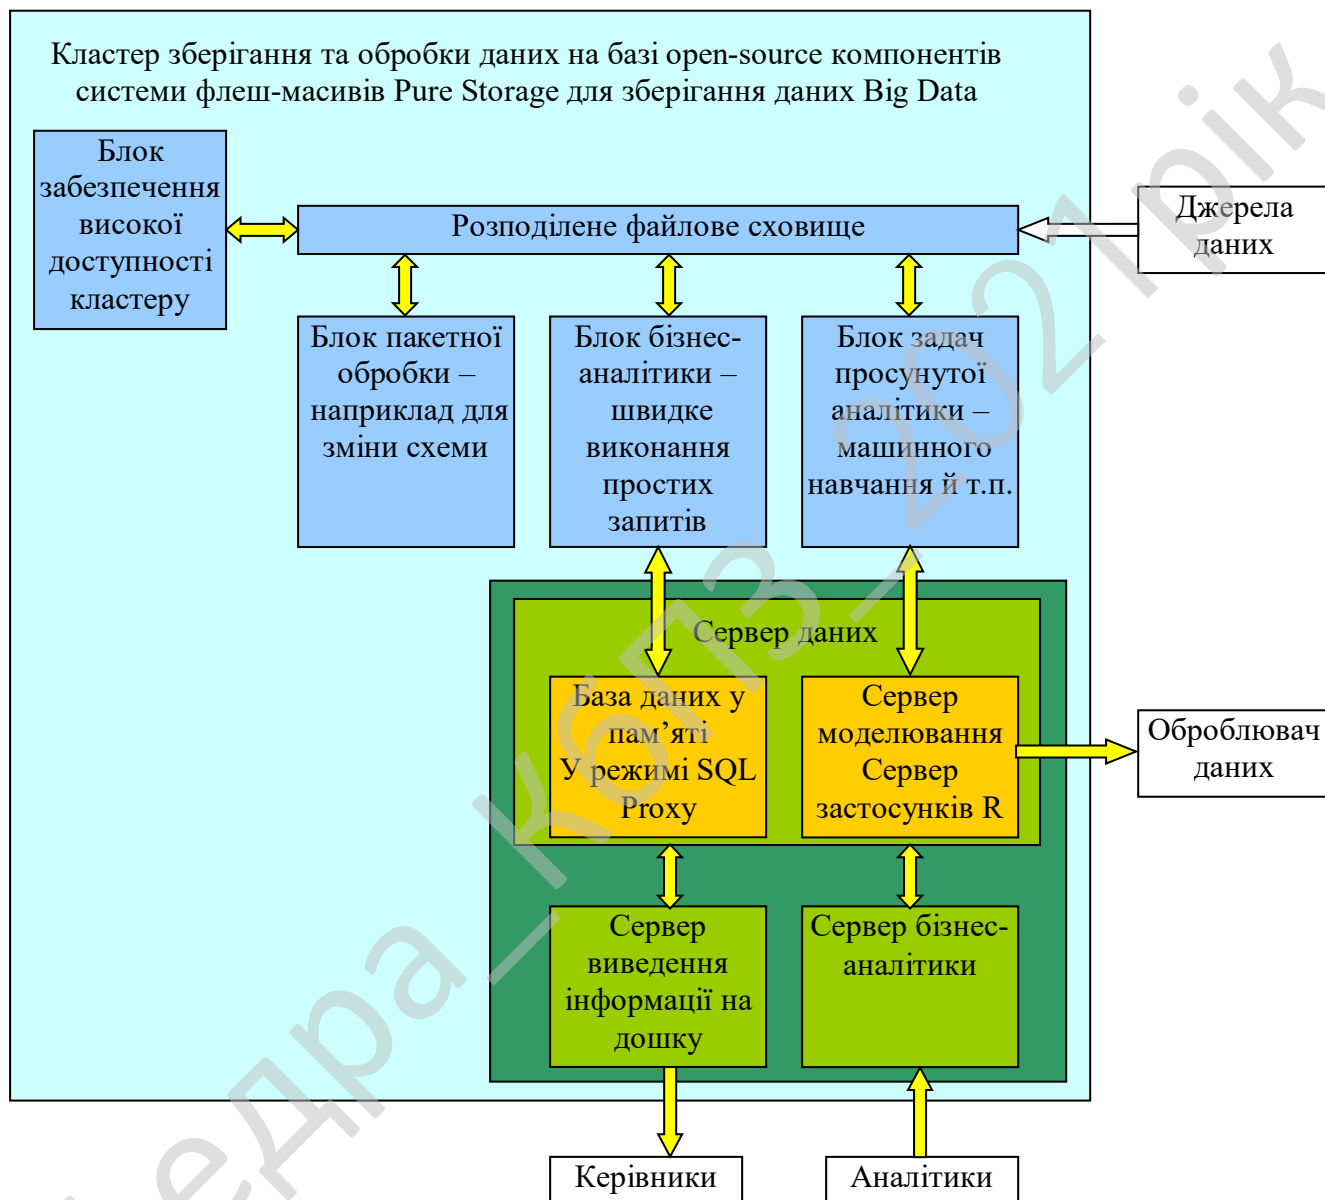 Кластер зберігання та обробки даних на базі open-source компонентів
системи флеш-масивів Pure Storage для зберігання даних Big Data
Блок
забезпечення
високої
доступності
кластеру
Розподілене файлове сховище
Джерела
даних
Блок пакетної
обробки –
наприклад для
зміни схеми
Блок бізнес-
аналітики –
швидке
виконання
простих
запитів
Блок задач
просунутої
аналітики –
машинного
навчання й т.п.
Сервер даних
База даних у
пам’яті
У режимі SQL
Proxy
Сервер
моделювання
Сервер
застосунків R
Оброблювач
даних
Сервер
виведення
інформації на
дошку
Сервер бізнес-
аналітики
Керівники
Аналітики
едра_КбПЗ_2021рік